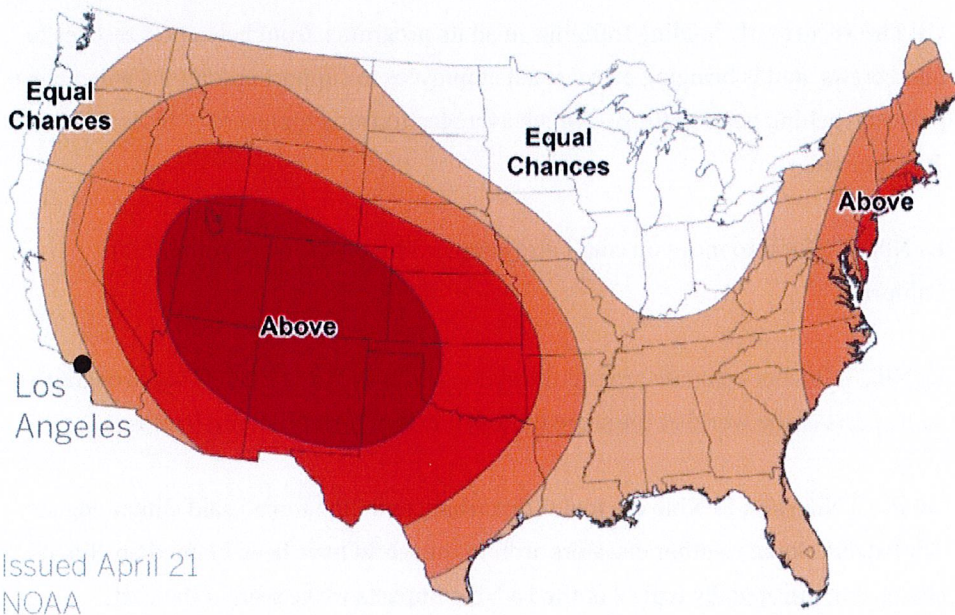 Equal
Chances
Equal
Chances
Above
Above
Los
Angeles
Issued April 21
NOAA